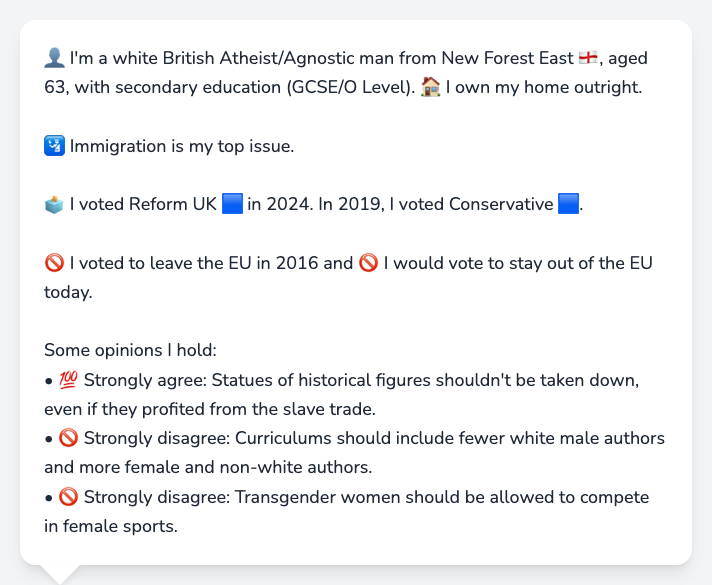 👤 I'm a white British Atheist/Agnostic man from New Forest East 🏴󠁧󠁢󠁥󠁮󠁧󠁿, aged
63, with secondary education (GCSE/O Level). 🏠 I own my home outright.
🛂 Immigration is my top issue.
🗳️ I voted Reform UK 🟦 in 2024. In 2019, I voted Conservative 🟦.
🚫 I voted to leave the EU in 2016 and 🚫 I would vote to stay out of the EU
today.
Some opinions I hold:
• 💯 Strongly agree: Statues of historical figures shouldn't be taken down,
even if they profited from the slave trade.
• 🚫 Strongly disagree: Curriculums should include fewer white male authors
and more female and non-white authors.
• 🚫 Strongly disagree: Transgender women should be allowed to compete
in female sports.